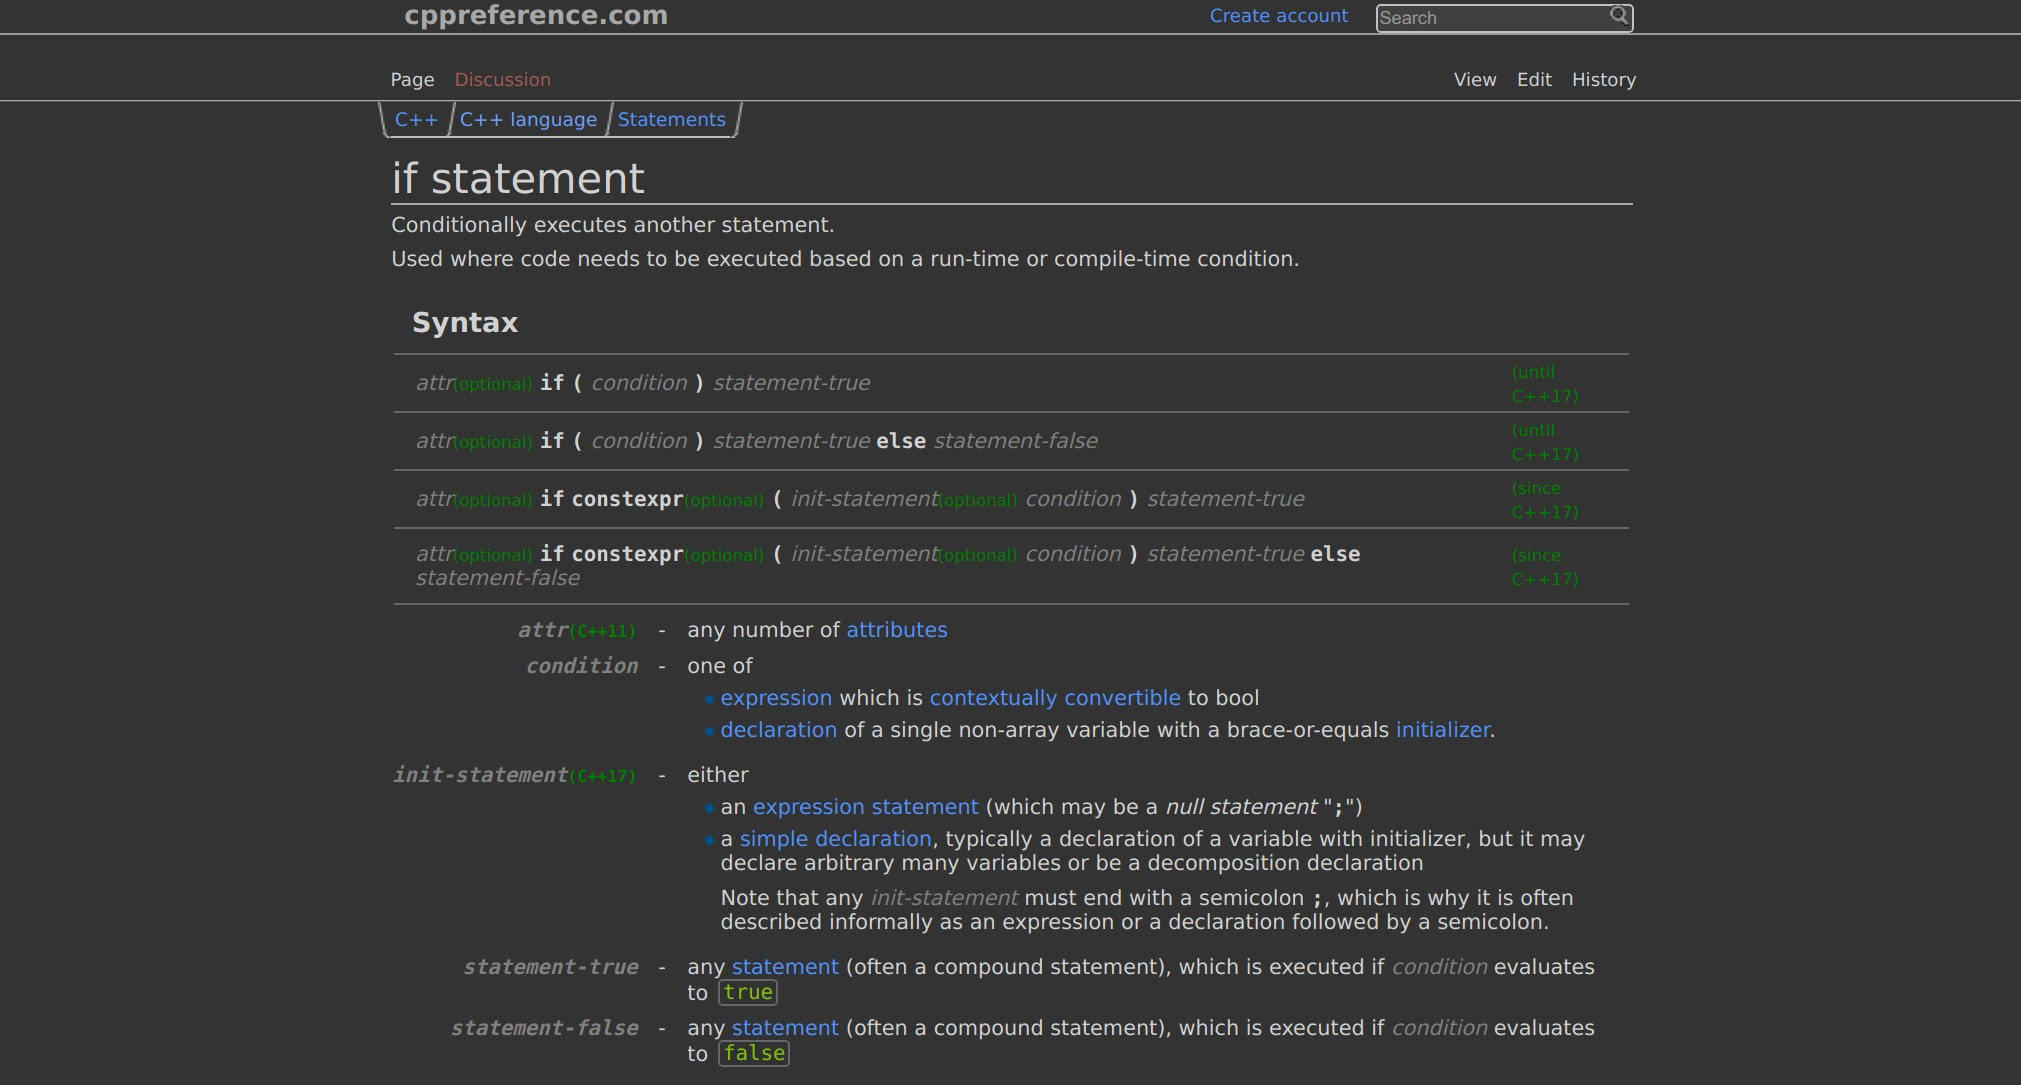 cppreference.com
Create account
Search
Page Discussion
View Edit History
C++ C++ language Statements
if statement
Conditionally executes another statement.
Used where code needs to be executed based on a run-time or compile-time condition.
Syntax
attr(optional) if ( condition ) statement-true (until
C++17)
attr(optional) if ( condition ) statement-true else statement-false (until
C++17)
attr(optional) if constexpr(optional) ( init-statement(optional) condition ) statement-true (since
C++17)
attr(optional) if constexpr(optional) ( init-statement(optional) condition ) statement-true else (since
statement-false C++17)
attr(C++11) - any number of attributes
condition - one of
• expression which is contextually convertible to bool
• declaration of a single non-array variable with a brace-or-equals initializer.
init-statement(C++17) - either
• an expression statement (which may be a null statement ";")
• a simple declaration, typically a declaration of a variable with initializer, but it may
declare arbitrary many variables or be a decomposition declaration
Note that any init-statement must end with a semicolon ;, which is why it is often
described informally as an expression or a declaration followed by a semicolon.
statement-true - any statement (often a compound statement), which is executed if condition evaluates
to true
statement-false - any statement (often a compound statement), which is executed if condition evaluates
to false